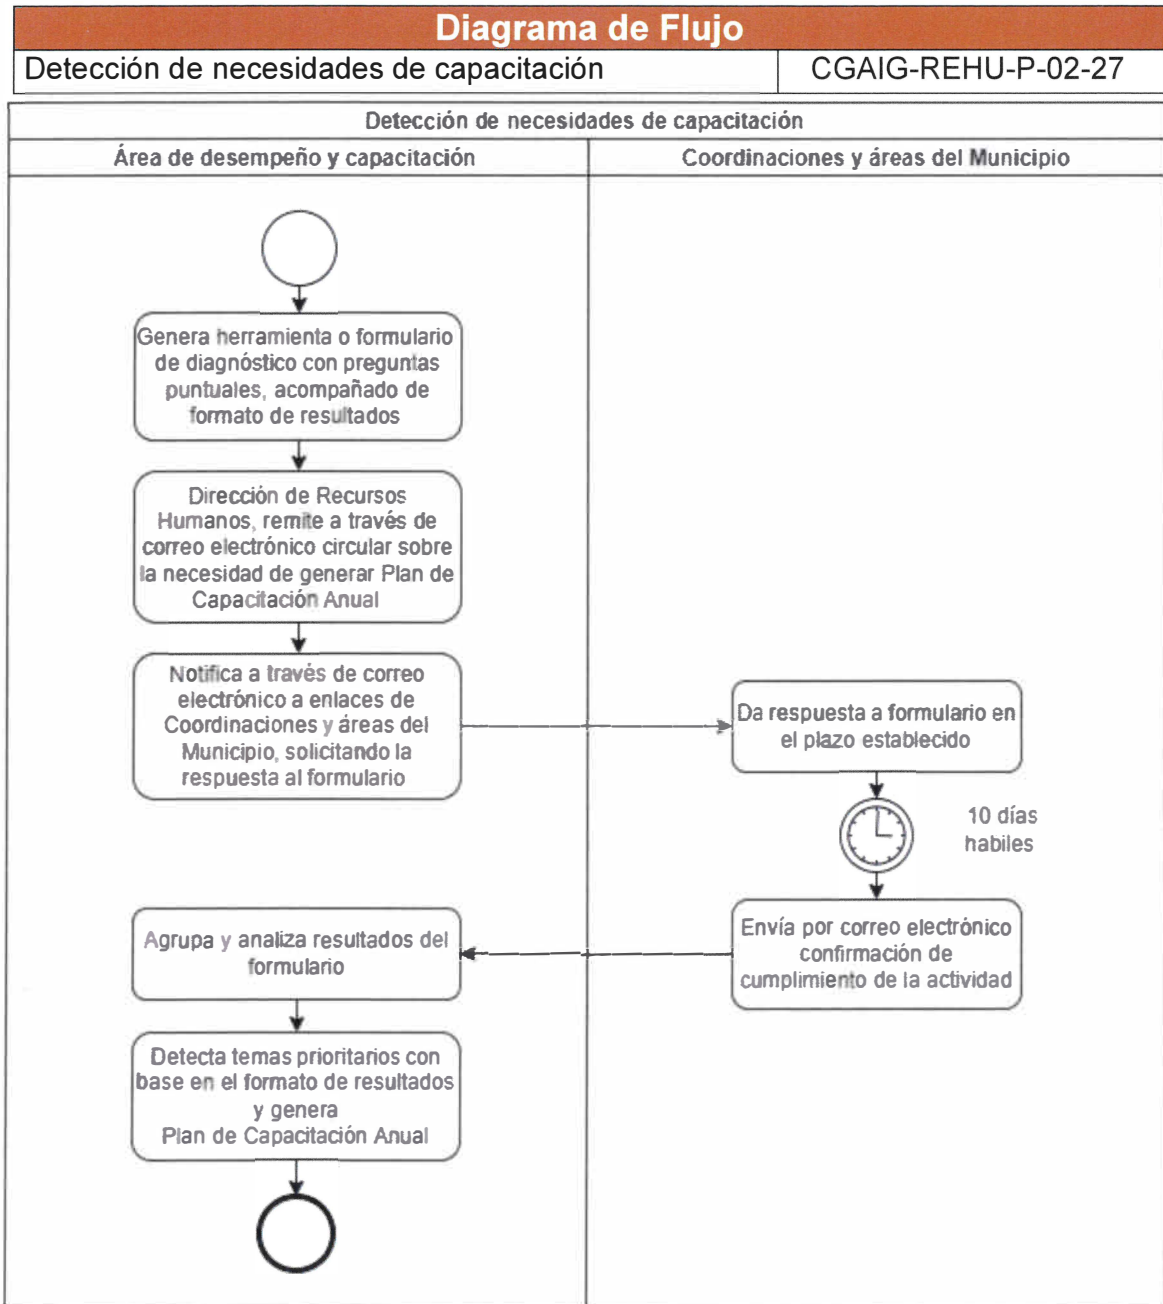 Diagrama de Flujo
Detección de necesidades de capacitación
CGAIG-REHU-P-02-27
Detección de necesidades de capacitación
Área de desempeño y capacitación
Coordinaciones y áreas del Municipio
Genera herramienta o formulario
de diagnóstico con preguntas
puntuales, acompañado de
formato de resultados
Dirección de Recursos
Humanos, remite a través de
correo electrónico circular sobre
la necesidad de generar Plan de
Capacitación Anual
Notifica a través de correo
electrónico a enlaces de
Coordinaciones y áreas del
Municipio, solicitando la
respuesta al formulario
Da respuesta a formulario en
el plazo establecido
10 días
habiles
Envía por correo electrónico
confirmación de
cumplimiento de la actividad
Agrupa y analiza resultados del
formulario
Detecta temas prioritarios con
base en el formato de resultados
y genera
Plan de Capacitación Anual